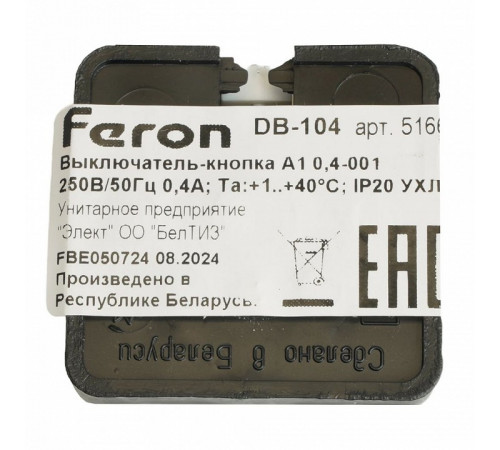 feron DB-104 арт. 5166
Выключатель-кнопка А1 0,4-001
250В/50Гц 0,4А; Та:+1..+40°С; IP20 УХЛ
Унитарное предприятие
"Элект" ОО "БелТИЗ"
FBE050724 08.2024
Произведено в
Республике Беларусь.
EAC
Сделано в Беларуси